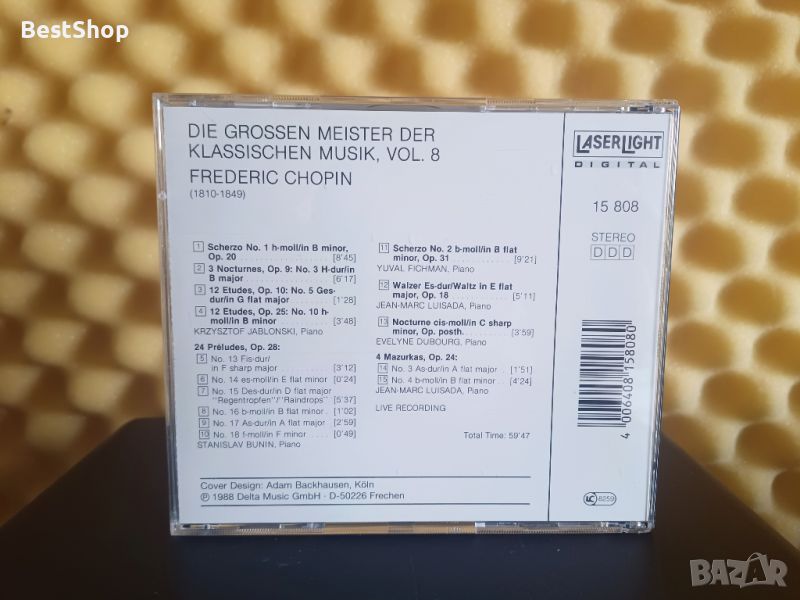 BestShop
DIE GROSSEN MEISTER DER
KLASSISCHEN MUSIK, VOL. 8
FREDERIC CHOPIN
(1810-1849)
1 Scherzo No. 1 h-moll/in B minor,
Op. 20 [8'45]
2 3 Nocturnes, Op. 9: No. 3 H-dur/in
B major [6'17]
3 12 Etudes, Op. 10: No. 5 Ges-
dur/in G flat major [1'28]
4 12 Etudes, Op. 25: No. 10 h-
moll/in B minor [3'48]
KRZYSZTOF JABLONSKI, Piano
24 Préludes, Op. 28:
5 No. 13 Fis-dur/
in F sharp major [3'12]
6 No. 14 es-moll/in E flat minor [0'24]
7 No. 15 Des-dur/in D flat major
"Regentropfen"/"Raindrops" [5'37]
8 No. 16 b-moll/in B flat minor [1'02]
9 No. 17 As-dur/in A flat major [2'59]
10 No. 18 f-moll/in F minor [0'49]
STANISLAV BUNIN, Piano
11 Scherzo No. 2 b-moll/in B flat
minor, Op. 31 [9'21]
YUVAL FICHMAN, Piano
12 Walzer Es-dur/Waltz in E flat
major, Op. 18 [5'11]
JEAN-MARC LUISADA, Piano
13 Nocturne cis-moll/in C sharp
minor, Op. posth. [3'59]
EVELYNE DUBOURG, Piano
4 Mazurkas, Op. 24:
14 No. 3 As-dur/in A flat major [1'51]
15 No. 4 b-moll/in B flat minor [4'24]
JEAN-MARC LUISADA, Piano
LIVE RECORDING
Total Time: 59'47
Cover Design: Adam Backhausen, Köln
℗ 1988 Delta Music GmbH · D-50226 Frechen
LASERLIGHT
DIGITAL
15 808
STEREO
DDD
4 006408 158080
LC 8259
BAZAR